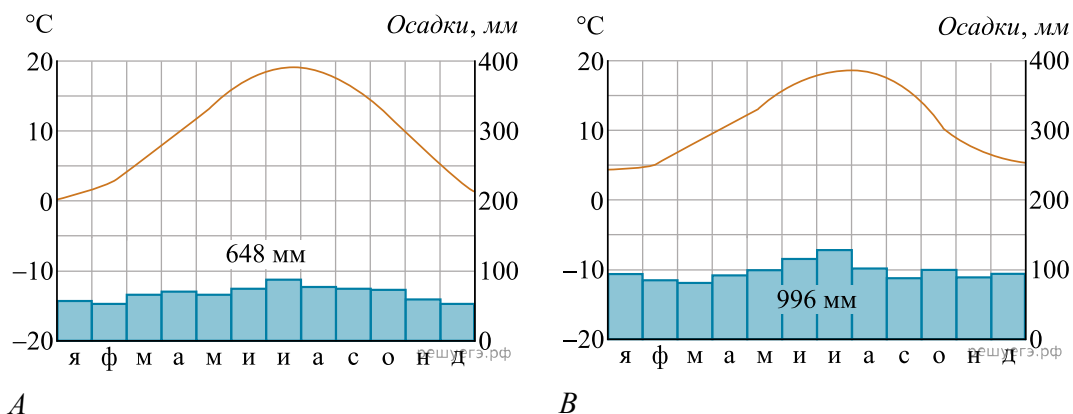 °C Осадки, мм
20 400
10 300
0 200
648 мм
–10 100
–20 0
я ф м а м и и а с о н д
решуегэ.рф
А
°C Осадки, мм
20 400
10 300
0 200
–10 100
996 мм
–20 0
я ф м а м и и а с о н д
решуегэ.рф
В